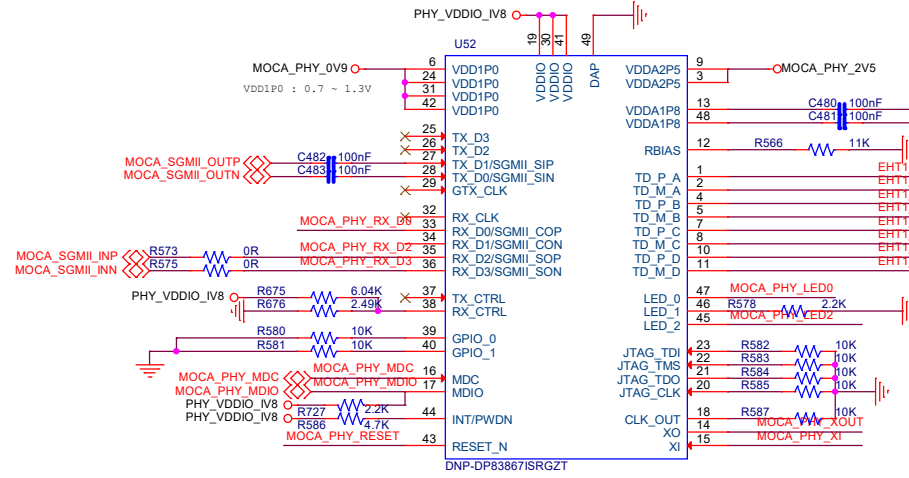 PHY_VDDIO_IV8
19
30
41
49
U52
MOCA_PHY_0V9
VDD1P0 : 0.7 ~ 1.3V
6
24
31
42
VDD1P0
VDD1P0
VDD1P0
VDD1P0
VDDIO
VDDIO
VDDIO
DAP
VDDA2P5
VDDA2P5
9
3
MOCA_PHY_2V5
VDDA1P8
VDDA1P8
13
48
C480 100nF
C481 100nF
25 TX_D3
26 TX_D2
MOCA_SGMII_OUTP C482 100nF 27 TX_D1/SGMII_SIP
MOCA_SGMII_OUTN C483 100nF 28 TX_D0/SGMII_SIN
29 GTX_CLK
RBIAS 12 R566 11K
TD_P_A 1 EHT1
TD_M_A 2 EHT1
TD_P_B 4 EHT1
TD_M_B 5 EHT1
TD_P_C 7 EHT1
TD_M_C 8 EHT1
TD_P_D 10 EHT1
TD_M_D 11 EHT1
32 RX_CLK
MOCA_PHY_RX_D0 33 RX_D0/SGMII_COP
34 RX_D1/SGMII_CON
MOCA_SGMII_INP R573 0R MOCA_PHY_RX_D2 35 RX_D2/SGMII_SOP
MOCA_SGMII_INN R575 0R MOCA_PHY_RX_D3 36 RX_D3/SGMII_SON
PHY_VDDIO_IV8 R675 6.04K 37 TX_CTRL
R676 2.49K 38 RX_CTRL
LED_0 47 MOCA_PHY_LED0
LED_1 46 R578 2.2K
LED_2 45 MOCA_PHY_LED2
R580 10K 39 GPIO_0
R581 10K 40 GPIO_1
JTAG_TDI 23 R582 10K
JTAG_TMS 22 R583 10K
JTAG_TDO 21 R584 10K
JTAG_CLK 20 R585 10K
MOCA_PHY_MDC MOCA_PHY_MDC 16 MDC
MOCA_PHY_MDIO MOCA_PHY_MDIO 17 MDIO
PHY_VDDIO_IV8 R727 2.2K
PHY_VDDIO_IV8 R586 4.7K 44 INT/PWDN
MOCA_PHY_RESET 43 RESET_N
CLK_OUT 18 R587 10K
XO 14 MOCA_PHY_XOUT
XI 15 MOCA_PHY_XI
DNP-DP83867ISRGZT